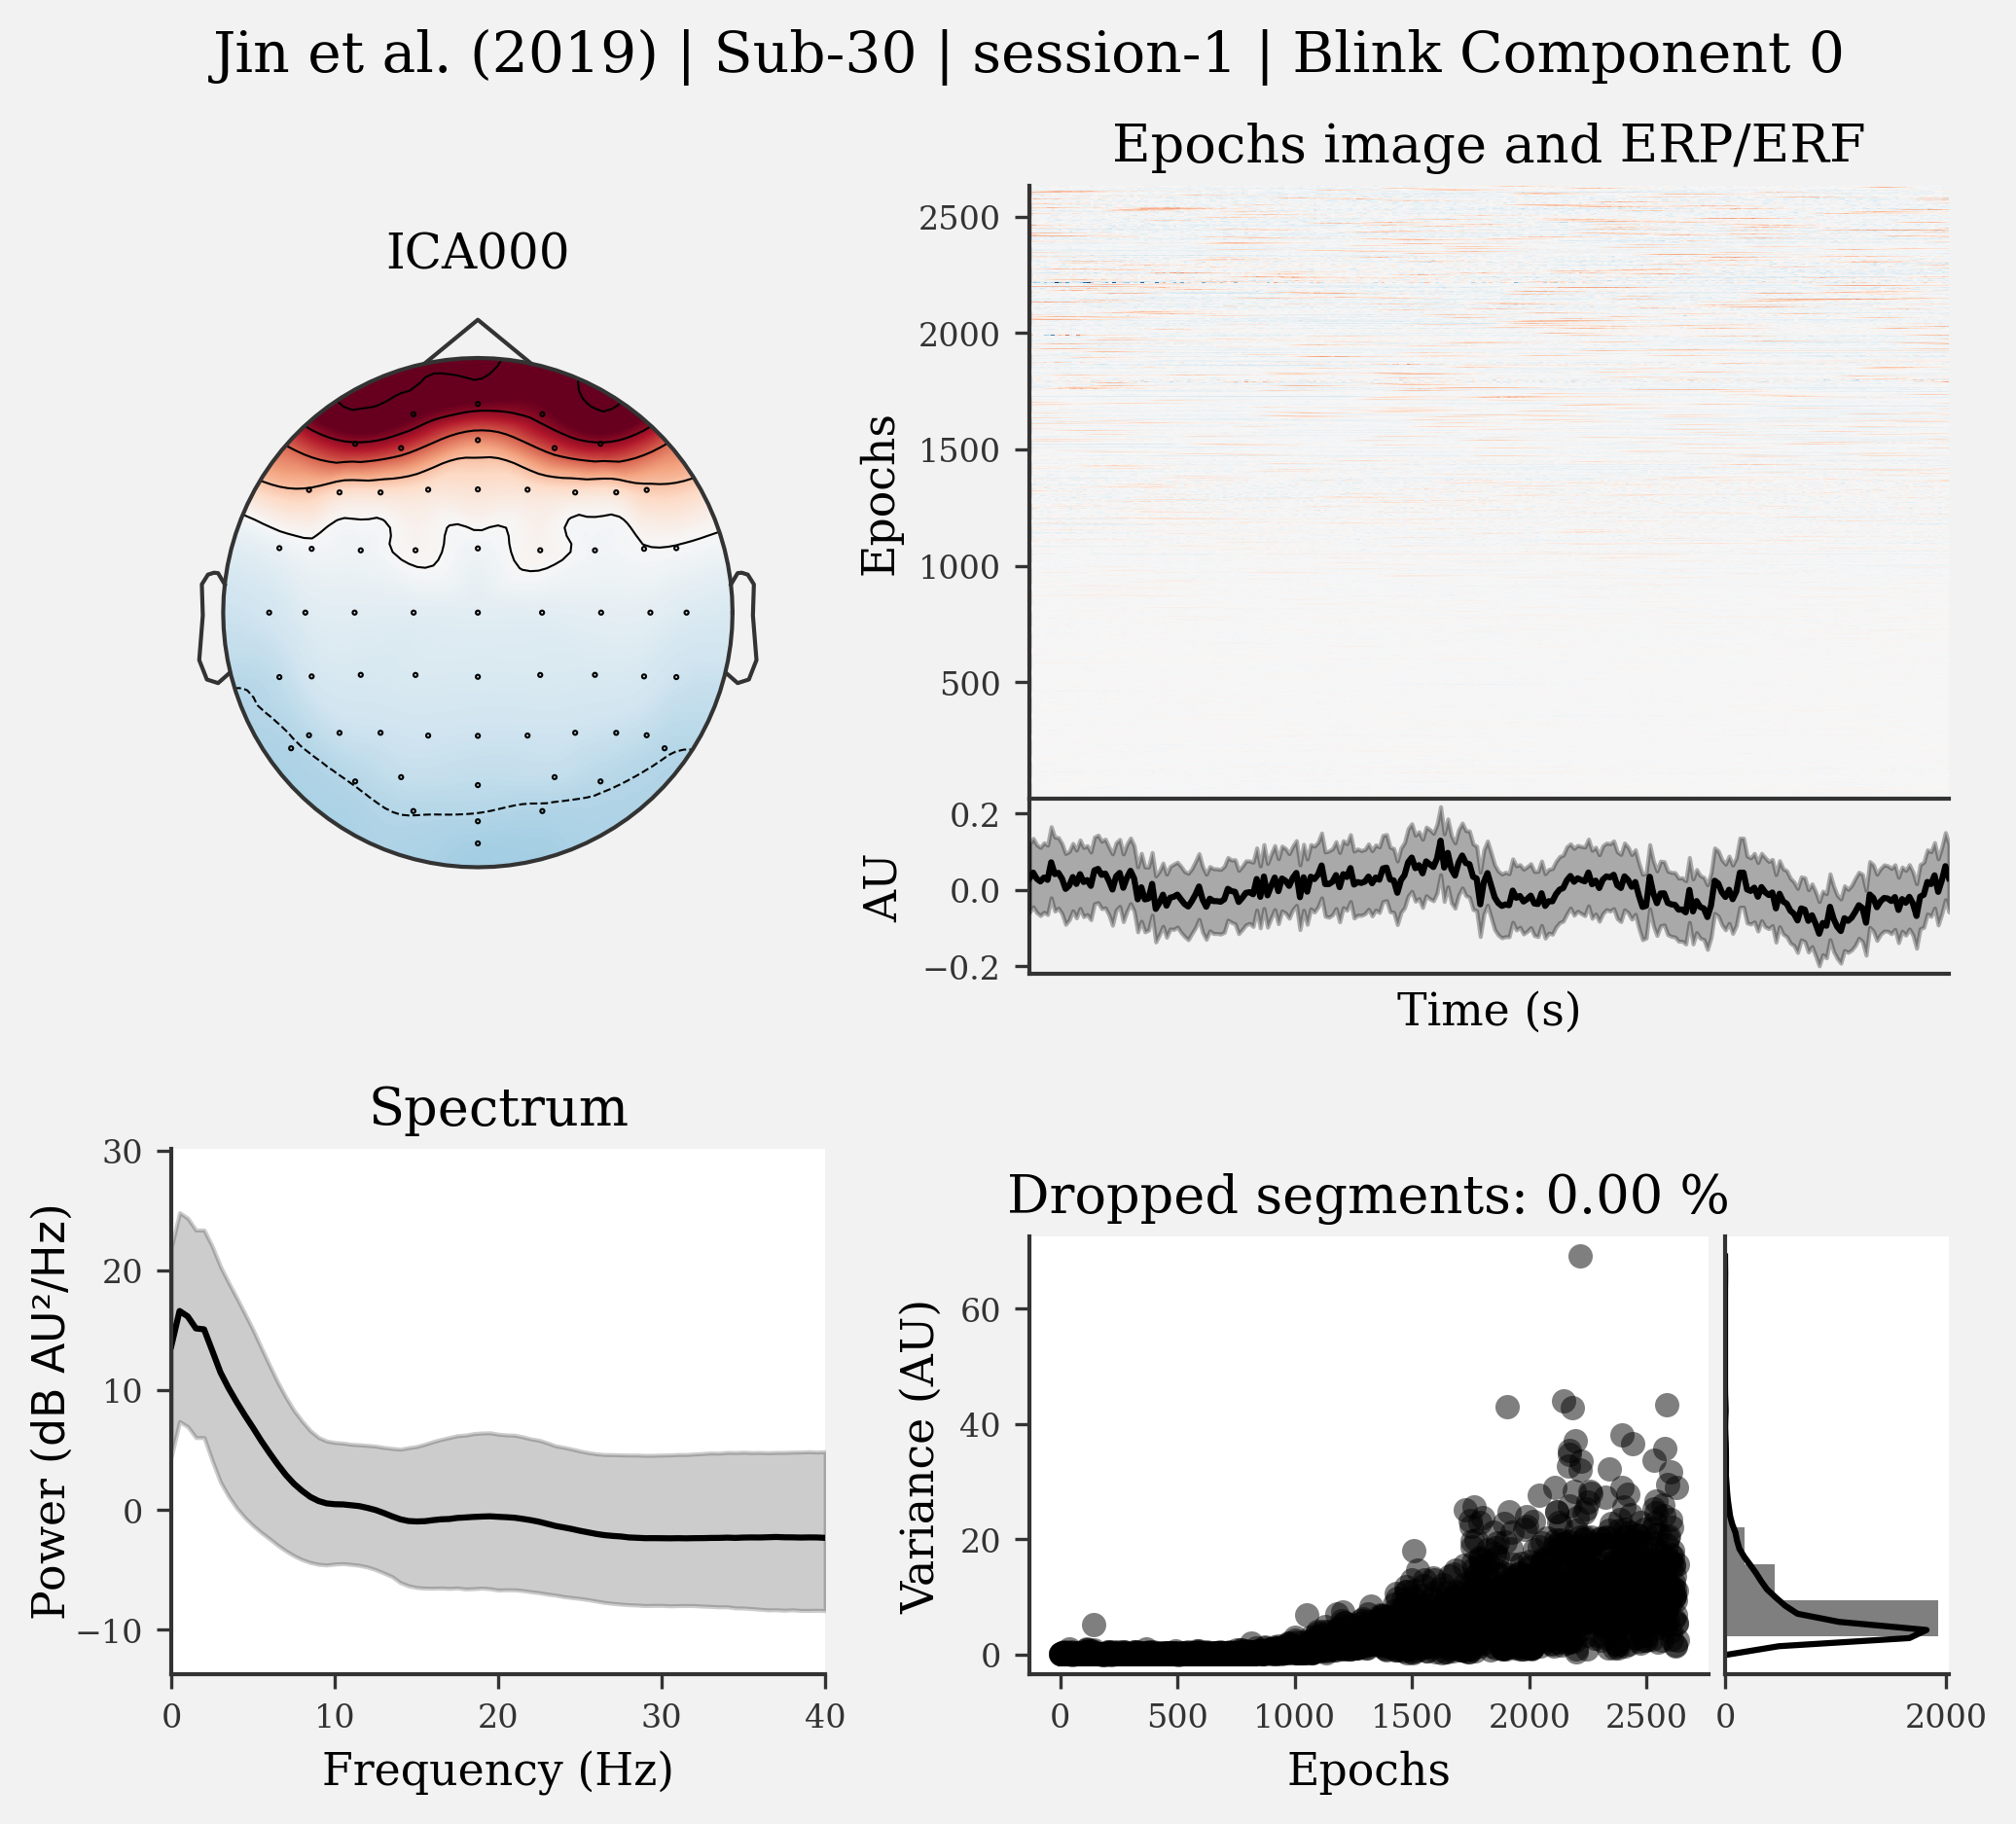 Jin et al. (2019) | Sub-30 | session-1 | Blink Component 0
ICA000
Epochs image and ERP/ERF
2500
2000
1500
1000
500
Epochs
0.2
0.0
−0.2
AU
Time (s)
Spectrum
30
20
10
0
−10
Power (dB AU²/Hz)
0 10 20 30 40
Frequency (Hz)
Dropped segments: 0.00 %
60
40
20
0
Variance (AU)
0 500 1000 1500 2000 2500
Epochs
0 2000